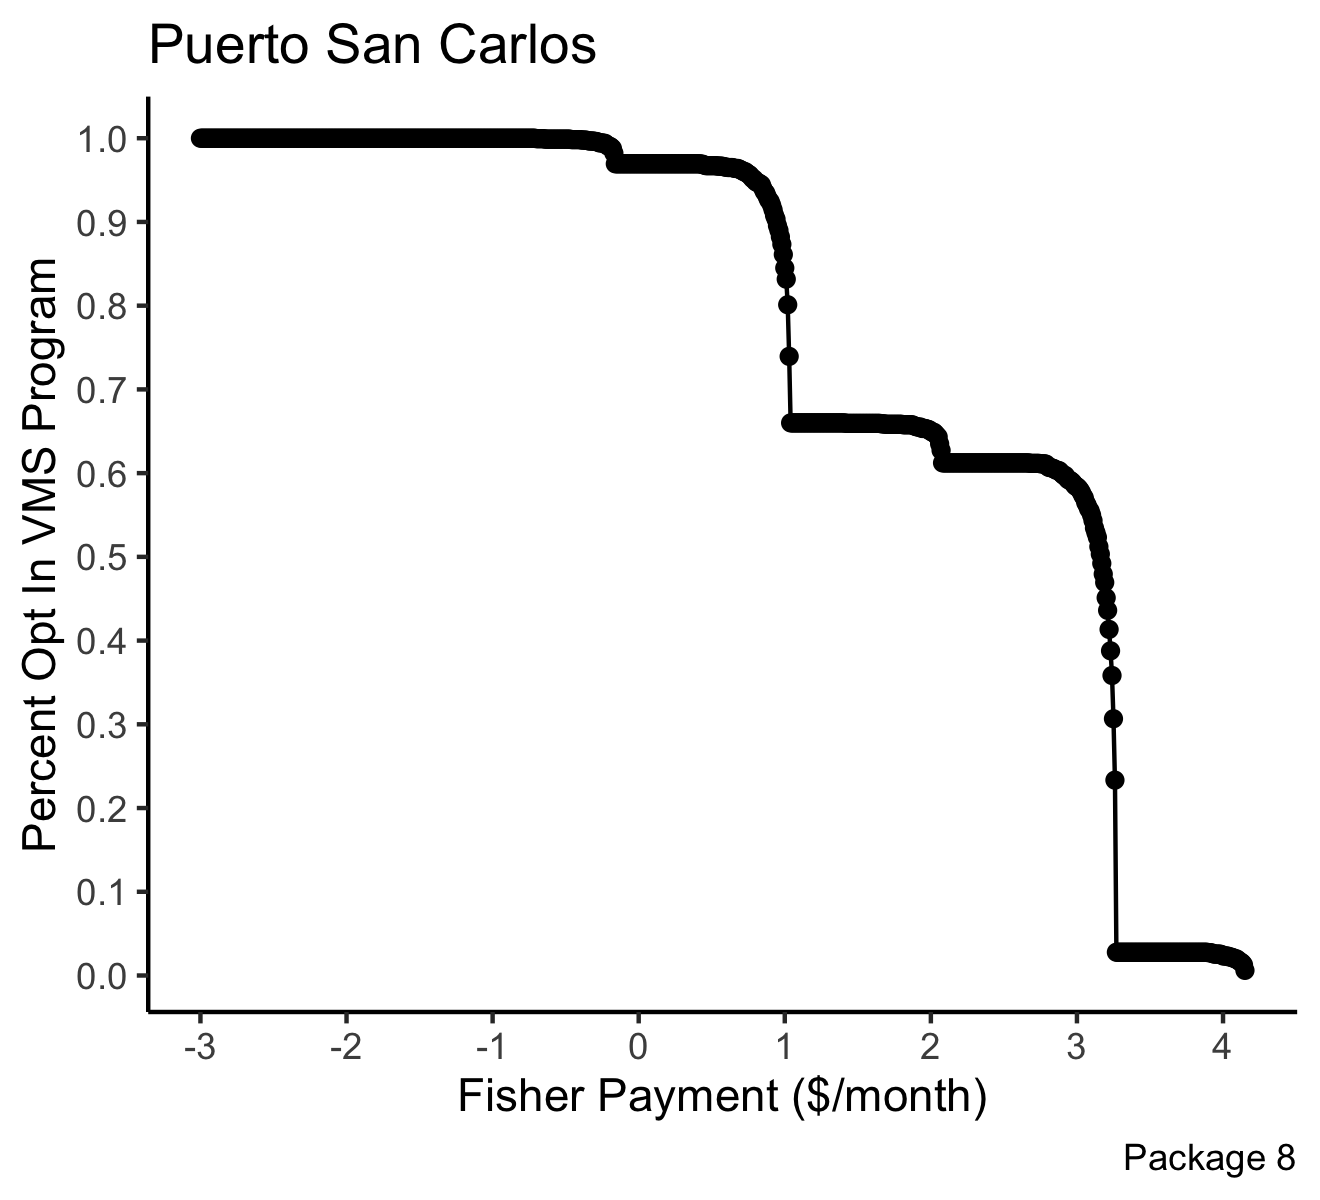 Puerto San Carlos
Percent Opt In VMS Program
1.0
0.9
0.8
0.7
0.6
0.5
0.4
0.3
0.2
0.1
0.0
-3 -2 -1 0 1 2 3 4
Fisher Payment ($/month)
Package 8